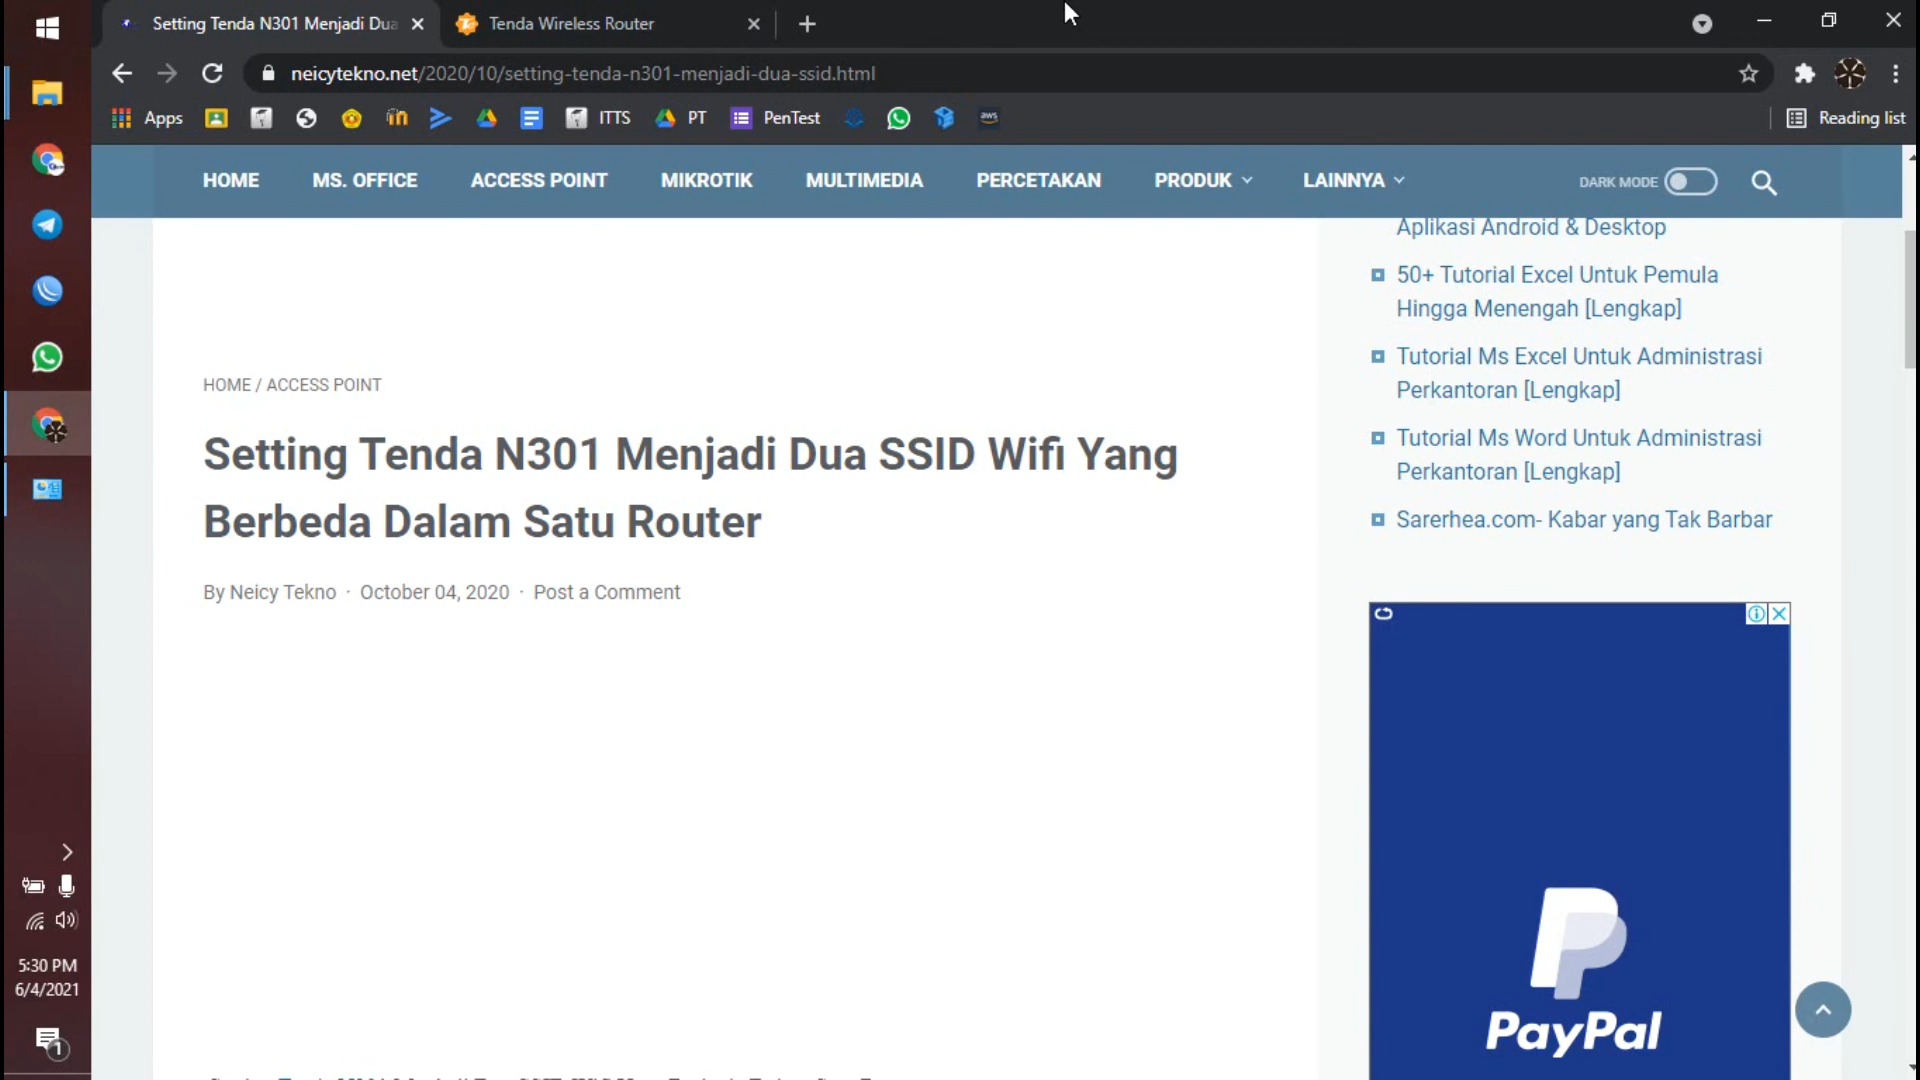 Setting Tenda N301 Menjadi Dua
Tenda Wireless Router
neicytekno.net/2020/10/setting-tenda-n301-menjadi-dua-ssid.html
Apps
ITTS
PT
PenTest
aws
Reading list
HOME
MS. OFFICE
ACCESS POINT
MIKROTIK
MULTIMEDIA
PERCETAKAN
PRODUK
LAINNYA
DARK MODE
Aplikasi Android & Desktop
50+ Tutorial Excel Untuk Pemula
Hingga Menengah [Lengkap]
Tutorial Ms Excel Untuk Administrasi
Perkantoran [Lengkap]
Tutorial Ms Word Untuk Administrasi
Perkantoran [Lengkap]
Sarerhea.com- Kabar yang Tak Barbar
HOME / ACCESS POINT
Setting Tenda N301 Menjadi Dua SSID Wifi Yang
Berbeda Dalam Satu Router
By Neicy Tekno · October 04, 2020 · Post a Comment
PayPal
5:30 PM
6/4/2021
1